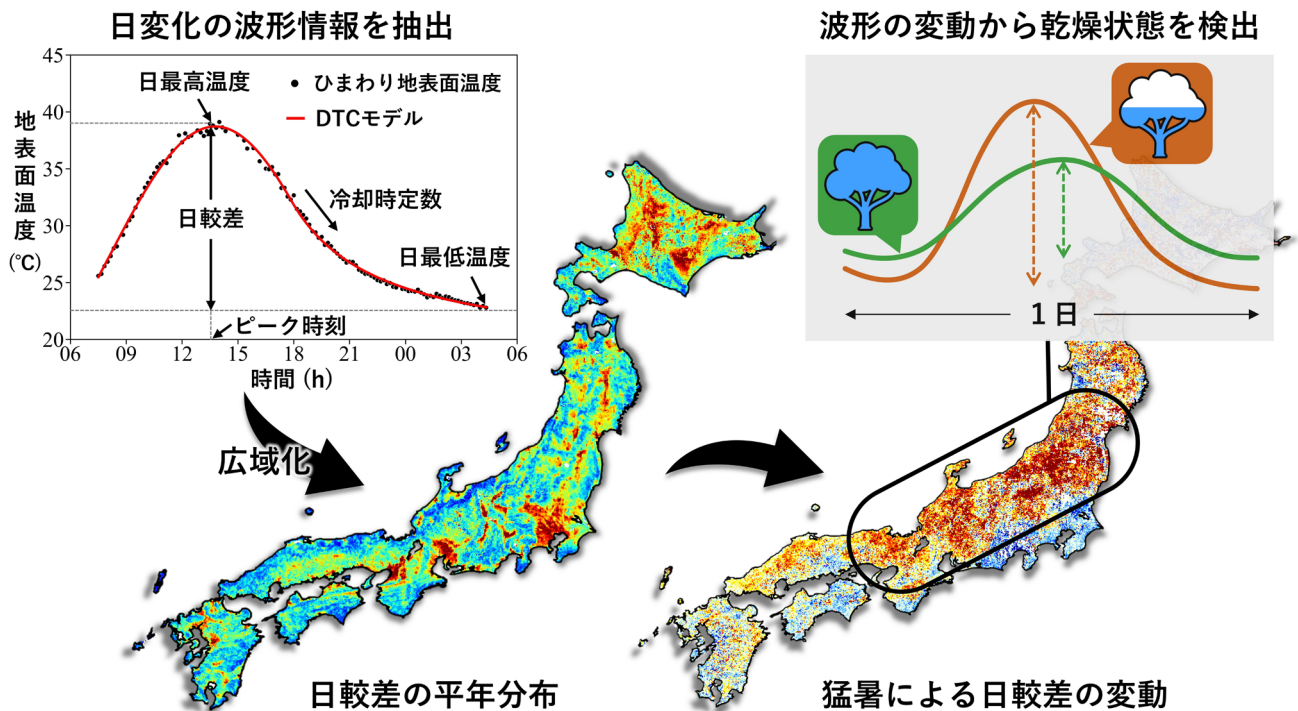 日変化の波形情報を抽出
45
40
35
30
25
20
地表面温度
(℃)
日最高温度
ひまわり地表面温度
DTCモデル
日較差
冷却時定数
日最低温度
ピーク時刻
06 09 12 15 18 21 00 03 06
時間 (h)
波形の変動から乾燥状態を検出
1日
広域化
日較差の平年分布
猛暑による日較差の変動